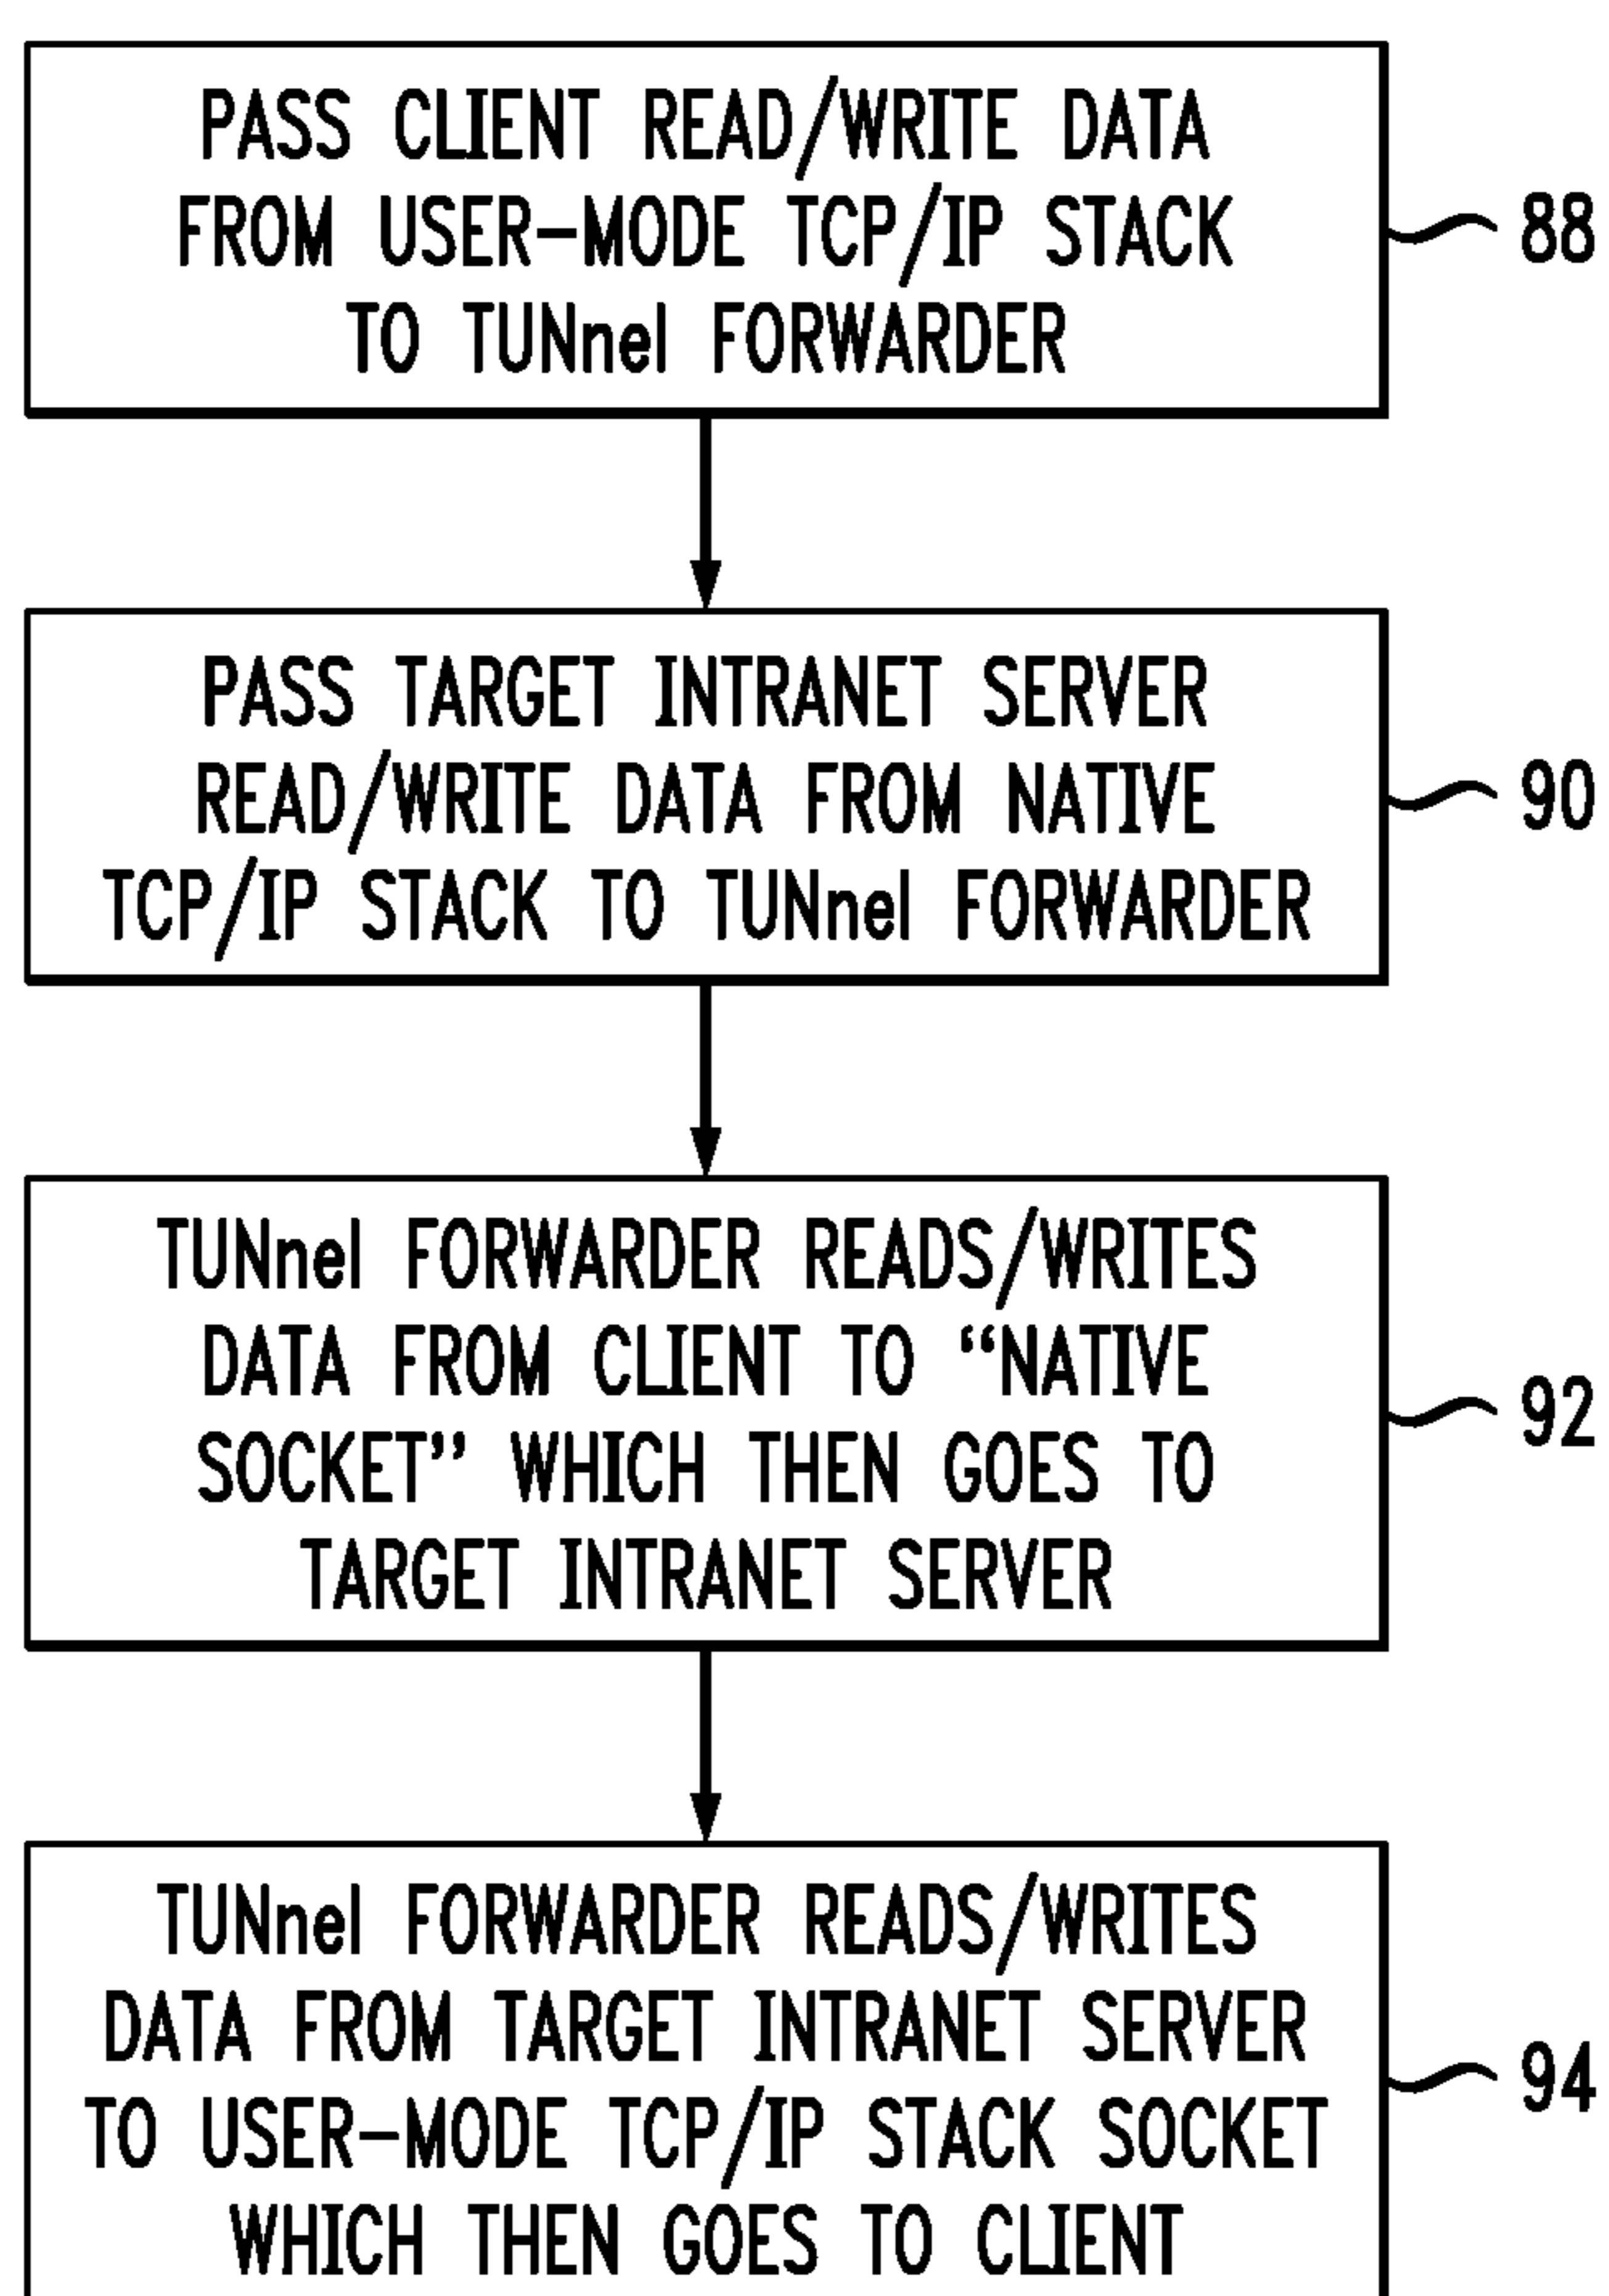 PASS CLIENT READ/WRITE DATA
FROM USER-MODE TCP/IP STACK
TO TUNnel FORWARDER
88
PASS TARGET INTRANET SERVER
READ/WRITE DATA FROM NATIVE
TCP/IP STACK TO TUNnel FORWARDER
90
TUNnel FORWARDER READS/WRITES
DATA FROM CLIENT TO “NATIVE
SOCKET” WHICH THEN GOES TO
TARGET INTRANET SERVER
92
TUNnel FORWARDER READS/WRITES
DATA FROM TARGET INTRANET SERVER
TO USER-MODE TCP/IP STACK SOCKET
WHICH THEN GOES TO CLIENT
94